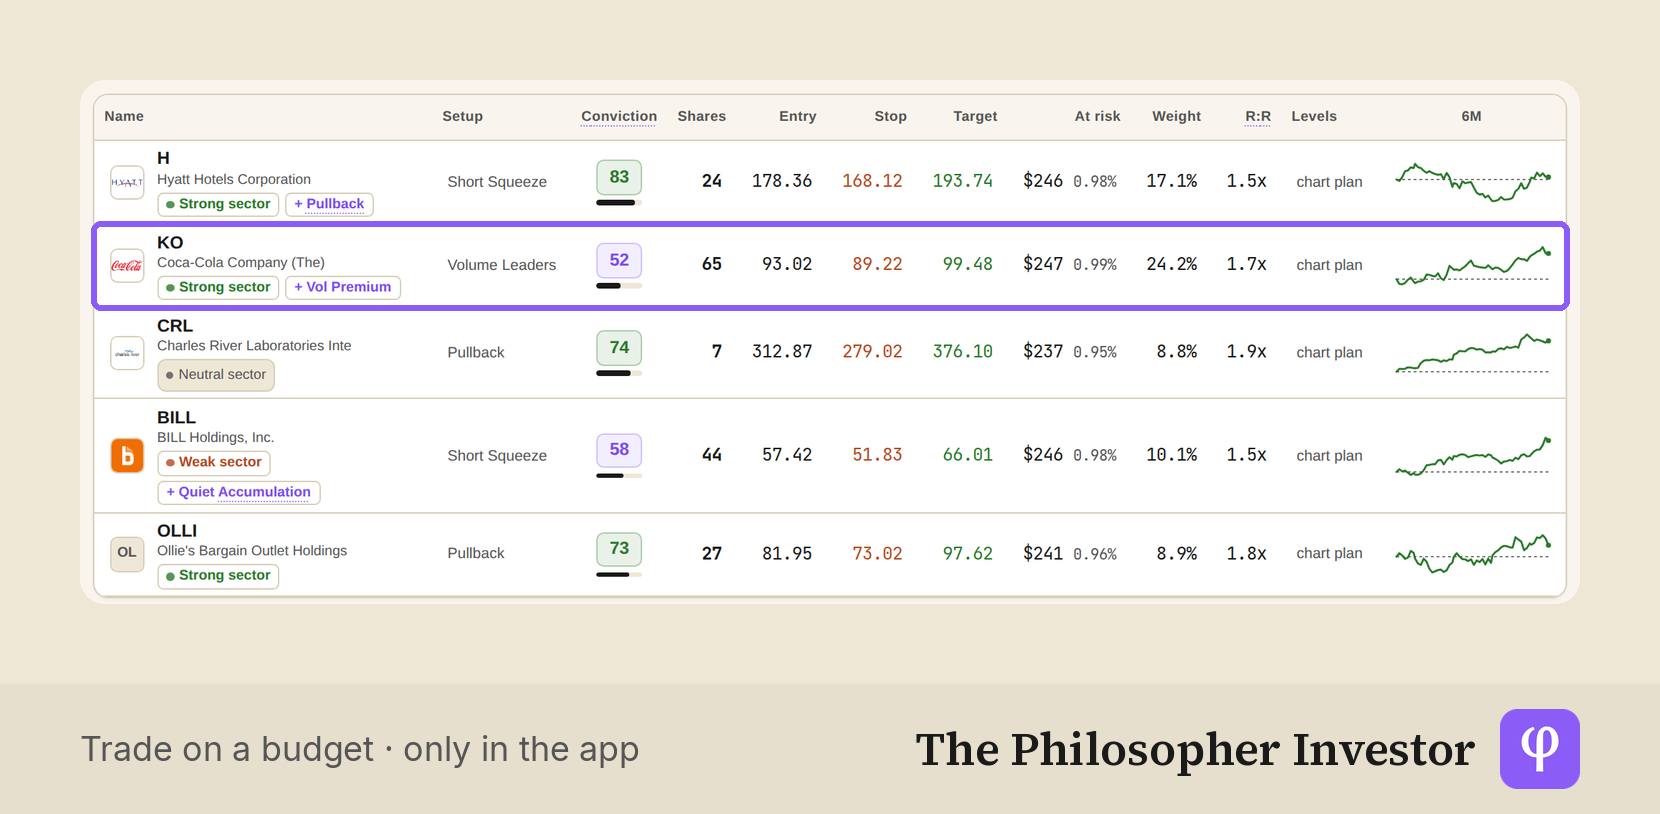 Name Setup Conviction Shares Entry Stop Target At risk Weight R:R Levels 6M
H
Hyatt Hotels Corporation
Strong sector + Pullback
HYATT
Short Squeeze 83 24 178.36 168.12 193.74 $246 0.98% 17.1% 1.5x chart plan
KO
Coca-Cola Company (The)
Strong sector + Vol Premium
Coca-Cola
Volume Leaders 52 65 93.02 89.22 99.48 $247 0.99% 24.2% 1.7x chart plan
CRL
Charles River Laboratories Inte
Neutral sector
charles river
Pullback 74 7 312.87 279.02 376.10 $237 0.95% 8.8% 1.9x chart plan
BILL
BILL Holdings, Inc.
Weak sector
+ Quiet Accumulation
b
Short Squeeze 58 44 57.42 51.83 66.01 $246 0.98% 10.1% 1.5x chart plan
OLLI
Ollie's Bargain Outlet Holdings
Strong sector
OL
Pullback 73 27 81.95 73.02 97.62 $241 0.96% 8.9% 1.8x chart plan
Trade on a budget · only in the app
The Philosopher Investor φ